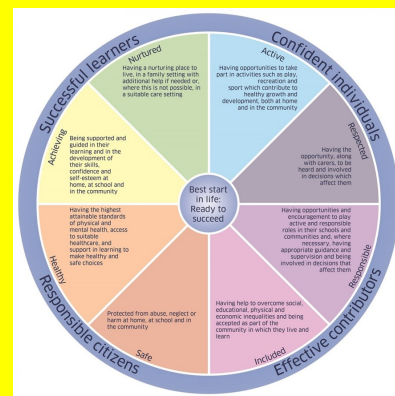 Successful learners
Confident individuals
Nurtured
Having a nurturing place to
live, in a family setting with
additional help if needed or,
where this is not possible, in
a suitable care setting
Active
Having opportunities to take
part in activities such as play,
recreation and
sport which contribute to
healthy growth and
development, both at home
and in the community
Achieving
Being supported and
guided in their
learning and in the
development of
their skills,
confidence and
self-esteem at
home, at school and
in the community
Respected
Having the
opportunity, along
with carers, to be
heard and involved
in decisions which
affect them
Best start
in life:
Ready to
succeed
Healthy
Having the highest
attainable standards
of physical and
mental health, access
to suitable
healthcare, and
support in learning to
make healthy and
safe choices
Responsible
Having opportunities and
encouragement to play
active and responsible
roles in their schools and
communities and, where
necessary, having
appropriate guidance and
supervision and being
involved in decisions that
affect them
Safe
Protected from abuse, neglect or
harm at home, at school and in
the community
Included
Having help to overcome social,
educational, physical and
economic inequalities and being
accepted as part of the
community in which they live and
learn
Responsible citizens
Effective contributors